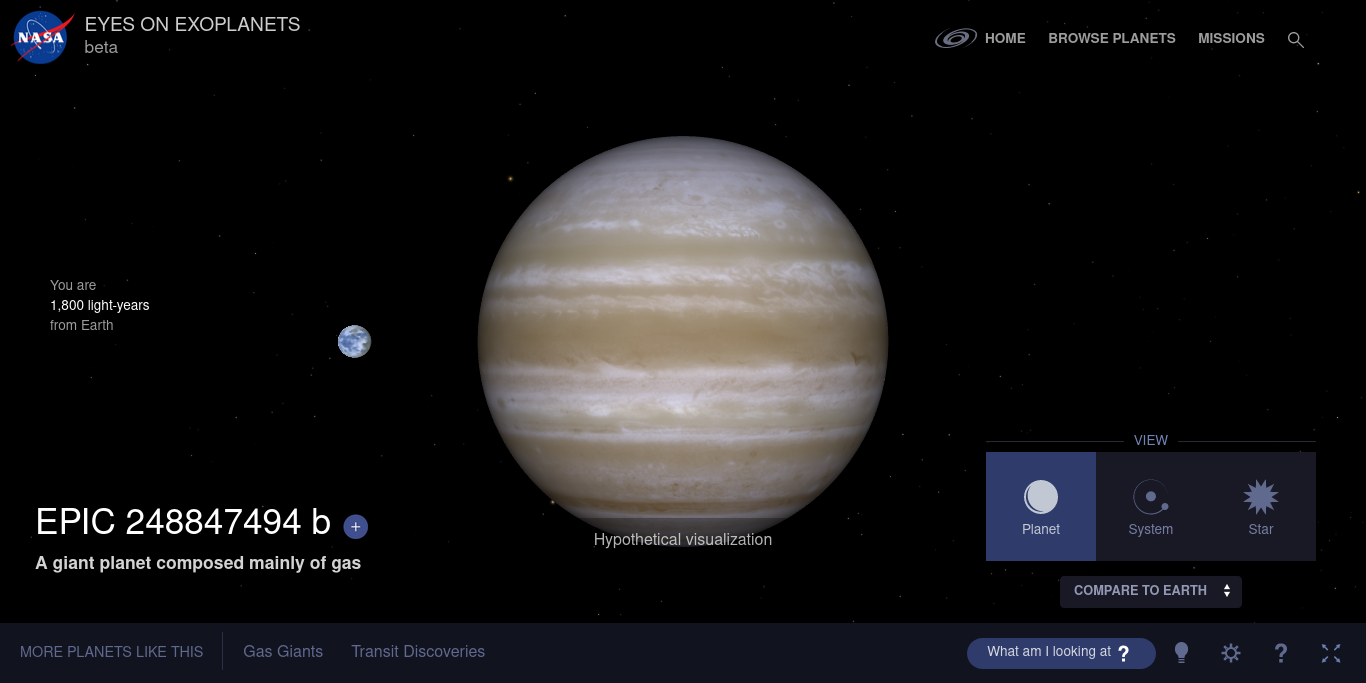 NASA
EYES ON EXOPLANETS
beta
HOME
BROWSE PLANETS
MISSIONS
You are
1,800 light-years
from Earth
VIEW
Planet
System
Star
EPIC 248847494 b +
A giant planet composed mainly of gas
Hypothetical visualization
COMPARE TO EARTH
MORE PLANETS LIKE THIS
Gas Giants
Transit Discoveries
What am I looking at ?
?